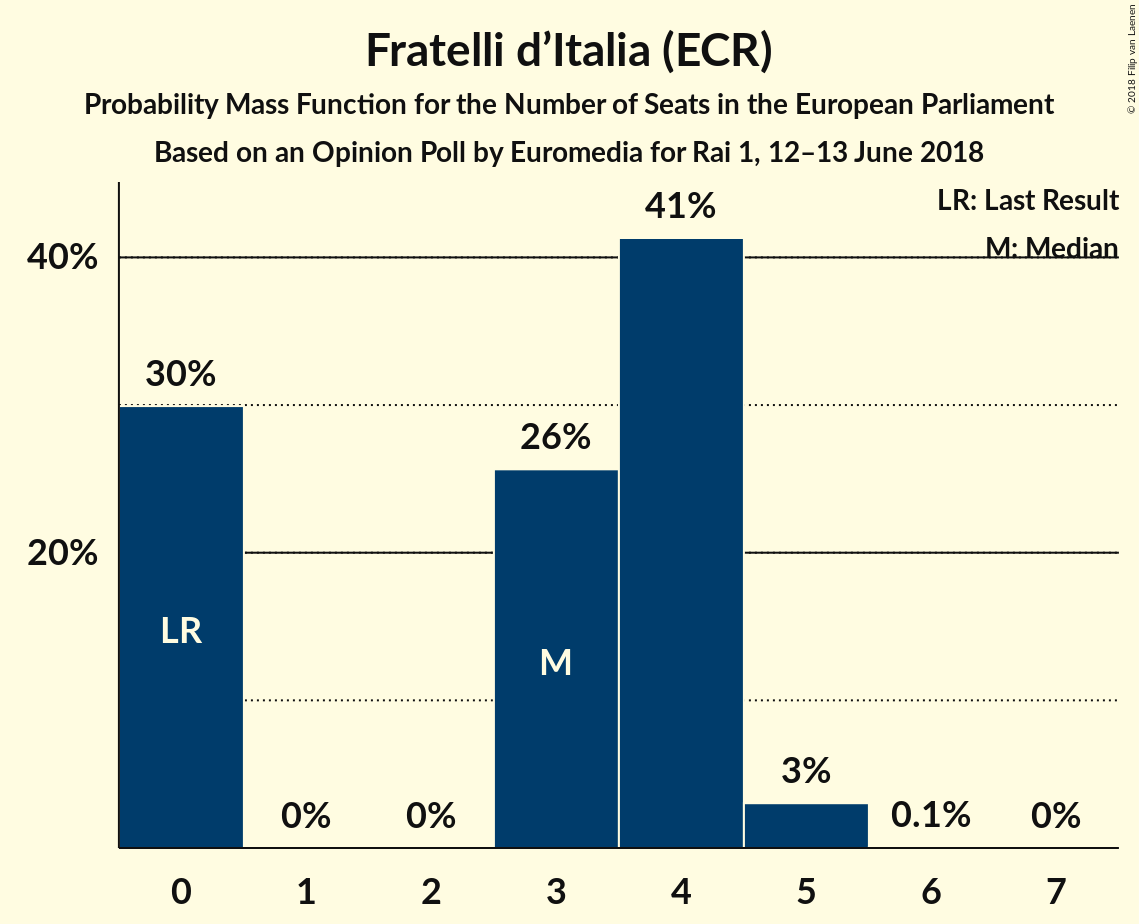 Fratelli d’Italia (ECR)
Probability Mass Function for the Number of Seats in the European Parliament
Based on an Opinion Poll by Euromedia for Rai 1, 12–13 June 2018
© 2018 Filip van Laenen
LR: Last Result
M: Median
40%
20%
30%
0%
0%
26%
41%
3%
0.1%
0%
LR
M
0 1 2 3 4 5 6 7